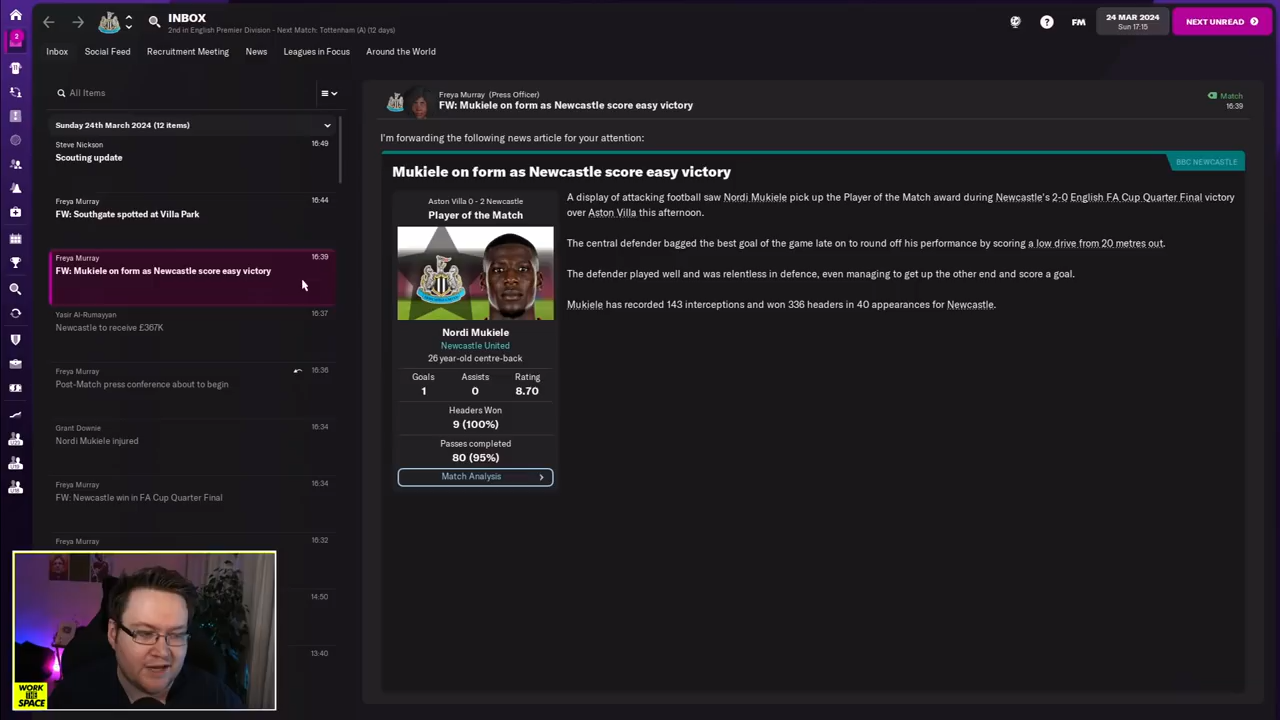 INBOX
2nd in English Premier Division - Next Match: Tottenham (A) (12 days)
FM
24 MAR 2024
Sun 17:15
NEXT UNREAD
2
Inbox
Social Feed
Recruitment Meeting
News
Leagues in Focus
Around the World
All Items
Sunday 24th March 2024 (12 items)
Steve Nickson
16:49
Scouting update
Freya Murray
16:44
FW: Southgate spotted at Villa Park
Freya Murray
16:39
FW: Mukiele on form as Newcastle score easy victory
Yasir Al-Rumayyan
16:37
Newcastle to receive £367K
Freya Murray
16:36
Post-Match press conference about to begin
Grant Downie
16:34
Nordi Mukiele injured
Freya Murray
16:34
FW: Newcastle win in FA Cup Quarter Final
Freya Murray
16:32
14:50
13:40
Freya Murray (Press Officer)
FW: Mukiele on form as Newcastle score easy victory
Match
16:39
I'm forwarding the following news article for your attention:
BBC NEWCASTLE
Mukiele on form as Newcastle score easy victory
Aston Villa 0 - 2 Newcastle
Player of the Match
Nordi Mukiele
Newcastle United
26 year-old centre-back
Goals Assists Rating
1 0 8.70
Headers Won
9 (100%)
Passes completed
80 (95%)
Match Analysis
A display of attacking football saw Nordi Mukiele pick up the Player of the Match award during Newcastle's 2-0 English FA Cup Quarter Final victory
over Aston Villa this afternoon.
The central defender bagged the best goal of the game late on to round off his performance by scoring a low drive from 20 metres out.
The defender played well and was relentless in defence, even managing to get up the other end and score a goal.
Mukiele has recorded 143 interceptions and won 336 headers in 40 appearances for Newcastle.
WORK
THE
SPACE